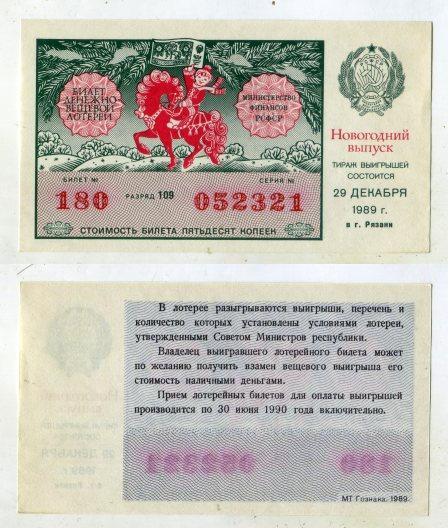 БИЛЕТ
ДЕНЕЖНО-
ВЕЩЕВОЙ
ЛОТЕРЕИ
МИНИСТЕРСТВО
ФИНАНСОВ
РСФСР
Новогодний
выпуск
ТИРАЖ ВЫИГРЫШЕЙ
СОСТОИТСЯ
29 ДЕКАБРЯ
1989 г.
в г. Рязани
БИЛЕТ № СЕРИЯ №
180 РАЗРЯД 109 052321
СТОИМОСТЬ БИЛЕТА ПЯТЬДЕСЯТ КОПЕЕК
В лотерее разыгрываются выигрыши, перечень и
количество которых установлены условиями лотереи,
утвержденными Советом Министров республики.
Владелец выигравшего лотерейного билета может
по желанию получить взамен вещевого выигрыша его
стоимость наличными деньгами.
Прием лотерейных билетов для оплаты выигрышей
производится по 30 июня 1990 года включительно.
МТ Гознака. 1989.